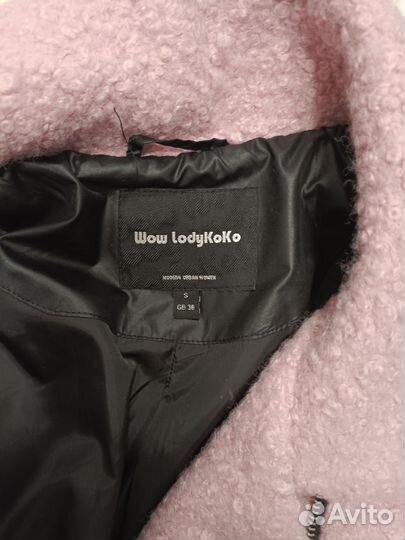 Wow LodyKoKo
MODERN URBAN WOMEN
S
GB 38
Avito